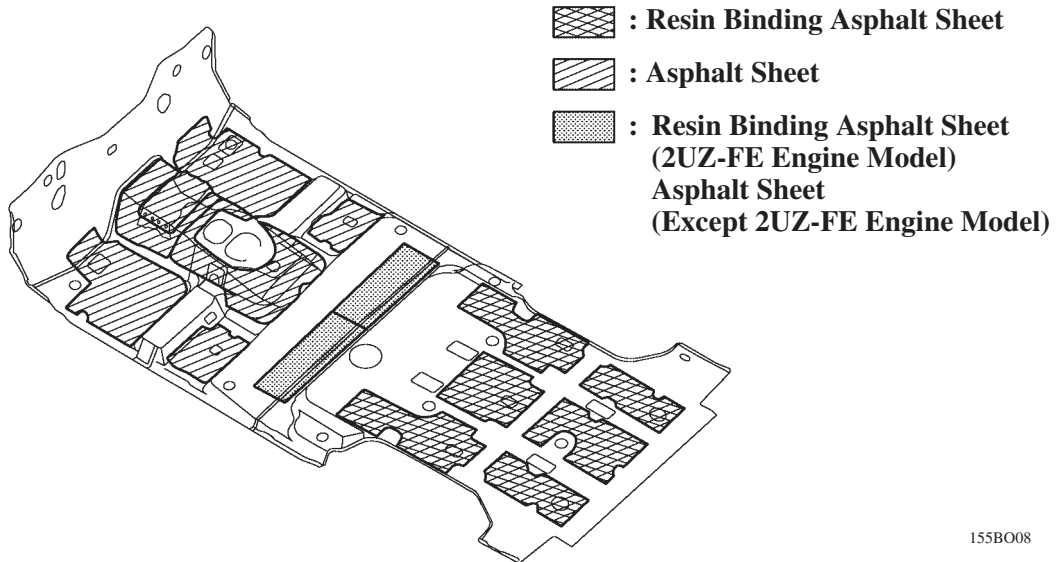 : Resin Binding Asphalt Sheet
: Asphalt Sheet
: Resin Binding Asphalt Sheet
(2UZ-FE Engine Model)
Asphalt Sheet
(Except 2UZ-FE Engine Model)
155BO08